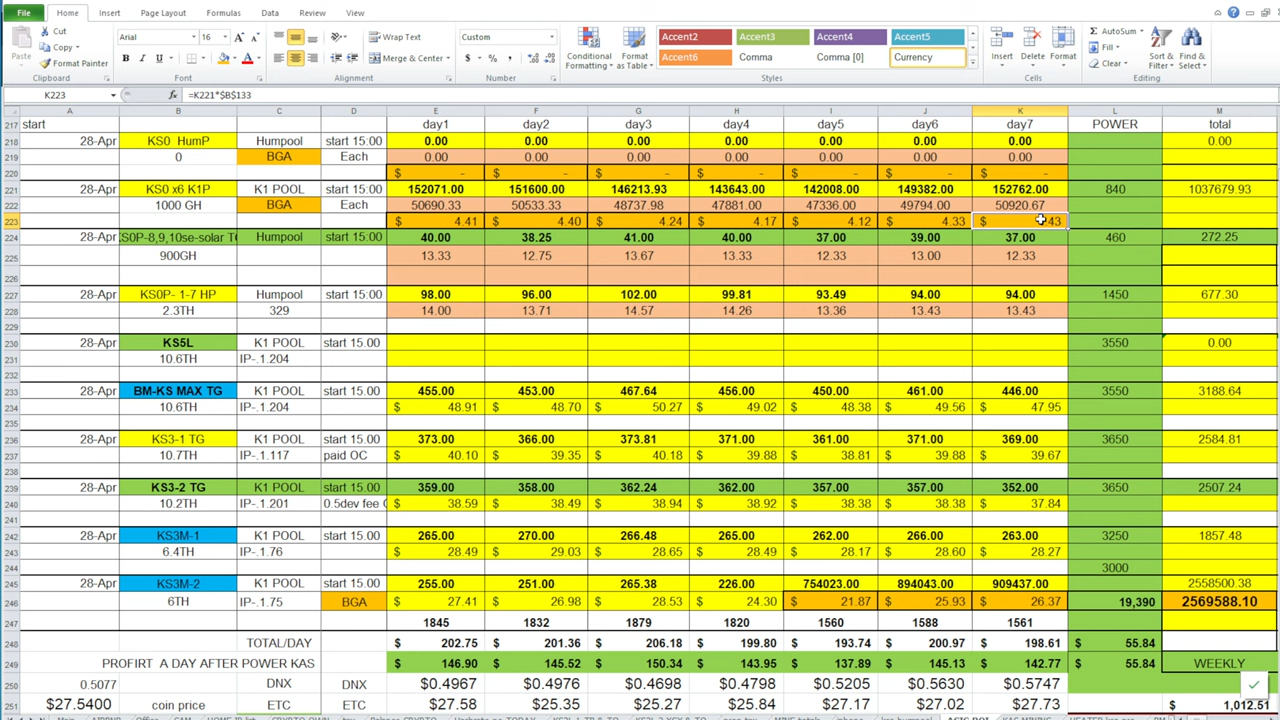 File Home Insert Page Layout Formulas Data Review View
Cut Arial 16 Wrap Text Custom Accent2 Accent3 Accent4 Accent5 AutoSum
Paste Copy Fill
Format Painter B I U Merge & Center $ % , Conditional Formatting Format as Table Accent6 Comma Comma [0] Currency Insert Delete Format Clear Sort & Filter Find & Select
Clipboard Font Alignment Number Styles Cells Editing
K223 fx =K221*$B$133
A B C D E F G H I J K L M
217 start day1 day2 day3 day4 day5 day6 day7 POWER total
218 28-Apr KS0 HumP Humpool start 15:00 0.00 0.00 0.00 0.00 0.00 0.00 0.00 0.00
219 0 BGA Each 0.00 0.00 0.00 0.00 0.00 0.00 0.00
220 $ - $ - $ - $ - $ - $ - $ -
221 28-Apr KS0 x6 K1P K1 POOL start 15:00 152071.00 151600.00 146213.93 143643.00 142008.00 149382.00 152762.00 840 1037679.93
222 1000 GH BGA Each 50690.33 50533.33 48737.98 47881.00 47336.00 49794.00 50920.67
223 $ 4.41 $ 4.40 $ 4.24 $ 4.17 $ 4.12 $ 4.33 $ .43
224 28-Apr KS0P-8,9,10se-solar Humpool start 15:00 40.00 38.25 41.00 40.00 37.00 39.00 37.00 460 272.25
225 900GH 13.33 12.75 13.67 13.33 12.33 13.00 12.33
226
227 28-Apr KS0P- 1-7 HP Humpool start 15:00 98.00 96.00 102.00 99.81 93.49 94.00 94.00 1450 677.30
228 2.3TH 329 14.00 13.71 14.57 14.26 13.36 13.43 13.43
229
230 28-Apr KS5L K1 POOL start 15.00 3550 0.00
231 10.6TH IP-.1.204
232
233 28-Apr BM-KS MAX TG K1 POOL start 15.00 455.00 453.00 467.64 456.00 450.00 461.00 446.00 3550 3188.64
234 10.6TH IP-.1.204 $ 48.91 $ 48.70 $ 50.27 $ 49.02 $ 48.38 $ 49.56 $ 47.95
235
236 28-Apr KS3-1 TG K1 POOL start 15.00 373.00 366.00 373.81 371.00 361.00 371.00 369.00 3650 2584.81
237 10.7TH IP-.1.117 paid OC $ 40.10 $ 39.35 $ 40.18 $ 39.88 $ 38.81 $ 39.88 $ 39.67
238
239 28-Apr KS3-2 TG K1 POOL start 15.00 359.00 358.00 362.24 362.00 357.00 357.00 352.00 3650 2507.24
240 10.2TH IP-.1.201 0.5dev fee $ 38.59 $ 38.49 $ 38.94 $ 38.92 $ 38.38 $ 38.38 $ 37.84
241
242 28-Apr KS3M-1 K1 POOL start 15.00 265.00 270.00 266.48 265.00 262.00 266.00 263.00 3250 1857.48
243 6.4TH IP-.1.76 $ 28.49 $ 29.03 $ 28.65 $ 28.49 $ 28.17 $ 28.60 $ 28.27
244 3000
245 28-Apr KS3M-2 K1 POOL start 15.00 255.00 251.00 265.38 226.00 754023.00 894043.00 909437.00 2558500.38
246 6TH IP-.1.75 BGA $ 27.41 $ 26.98 $ 28.53 $ 24.30 $ 21.87 $ 25.93 $ 26.37 19,390 2569588.10
247 1845 1832 1879 1820 1560 1588 1561
248 TOTAL/DAY $ 202.75 $ 201.36 $ 206.18 $ 199.80 $ 193.74 $ 200.97 $ 198.61 $ 55.84
249 PROFIRT A DAY AFTER POWER KAS $ 146.90 $ 145.52 $ 150.34 $ 143.95 $ 137.89 $ 145.13 $ 142.77 $ 55.84 WEEKLY
250 0.5077 DNX DNX $0.4967 $0.4976 $0.4698 $0.4798 $0.5205 $0.5630 $0.5747
251 $27.5400 coin price ETC ETC $27.58 $25.35 $25.24 $25.84 $27.17 $27.02 $27.73 $ 1,012.51